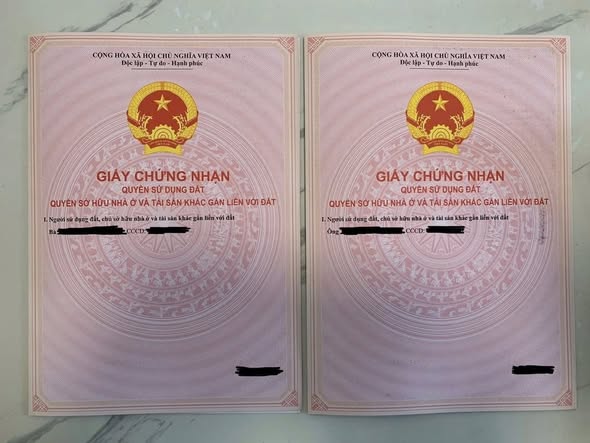 CỘNG HÒA XÃ HỘI CHỦ NGHĨA VIỆT NAM
Độc lập - Tự do - Hạnh phúc
GIẤY CHỨNG NHẬN
QUYỀN SỬ DỤNG ĐẤT
QUYỀN SỞ HỮU NHÀ Ở VÀ TÀI SẢN KHÁC GẮN LIỀN VỚI ĐẤT
I. Người sử dụng đất, chủ sở hữu nhà ở và tài sản khác gắn liền với đất
Bà CCCD:
CỘNG HÒA XÃ HỘI CHỦ NGHĨA VIỆT NAM
Độc lập - Tự do - Hạnh phúc
GIẤY CHỨNG NHẬN
QUYỀN SỬ DỤNG ĐẤT
QUYỀN SỞ HỮU NHÀ Ở VÀ TÀI SẢN KHÁC GẮN LIỀN VỚI ĐẤT
I. Người sử dụng đất, chủ sở hữu nhà ở và tài sản khác gắn liền với đất
Ông CCCD: